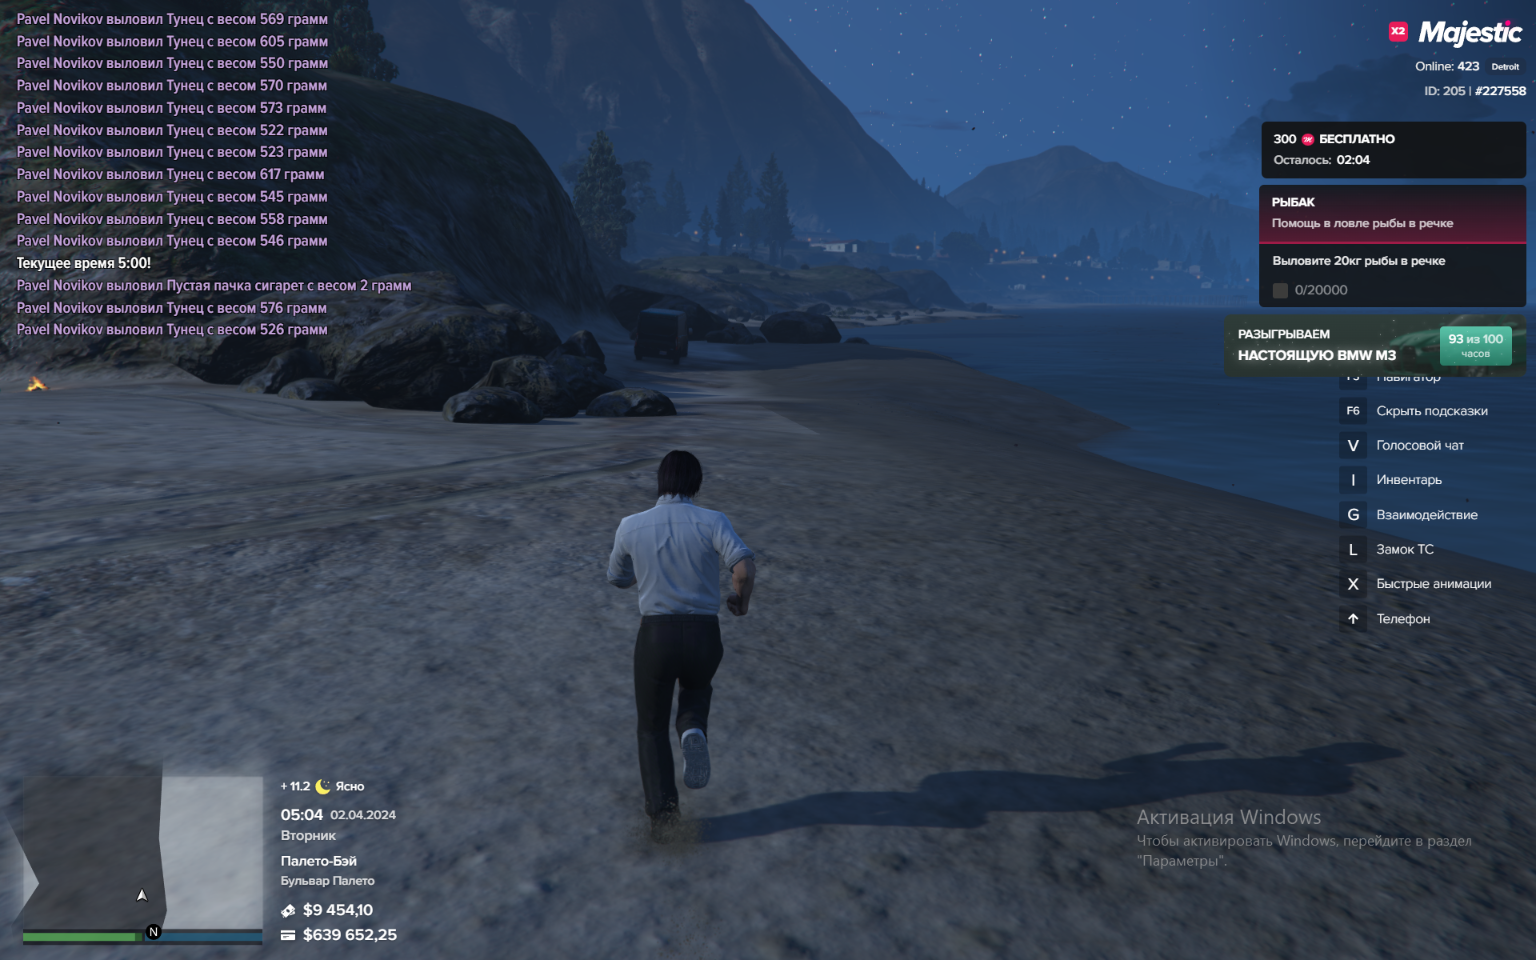 Pavel Novikov выловил Тунец с весом 569 грамм
Pavel Novikov выловил Тунец с весом 605 грамм
Pavel Novikov выловил Тунец с весом 550 грамм
Pavel Novikov выловил Тунец с весом 570 грамм
Pavel Novikov выловил Тунец с весом 573 грамм
Pavel Novikov выловил Тунец с весом 522 грамм
Pavel Novikov выловил Тунец с весом 523 грамм
Pavel Novikov выловил Тунец с весом 617 грамм
Pavel Novikov выловил Тунец с весом 545 грамм
Pavel Novikov выловил Тунец с весом 558 грамм
Pavel Novikov выловил Тунец с весом 546 грамм
Текущее время 5:00!
Pavel Novikov выловил Пустая пачка сигарет с весом 2 грамм
Pavel Novikov выловил Тунец с весом 576 грамм
Pavel Novikov выловил Тунец с весом 526 грамм
X2 Majestic
Online: 423 Detroit
ID: 205 | #227558
300 БЕСПЛАТНО
Осталось: 02:04
РЫБАК
Помощь в ловле рыбы в речке
Выловите 20кг рыбы в речке
0/20000
РАЗЫГРЫВАЕМ
НАСТОЯЩУЮ BMW M3
93 из 100
часов
Навигатор
F6 Скрыть подсказки
V Голосовой чат
I Инвентарь
G Взаимодействие
L Замок ТС
X Быстрые анимации
Телефон
+ 11.2 Ясно
05:04 02.04.2024
Вторник
Палето-Бэй
Бульвар Палето
$9 454,10
$639 652,25
N
Активация Windows
Чтобы активировать Windows, перейдите в раздел
"Параметры".